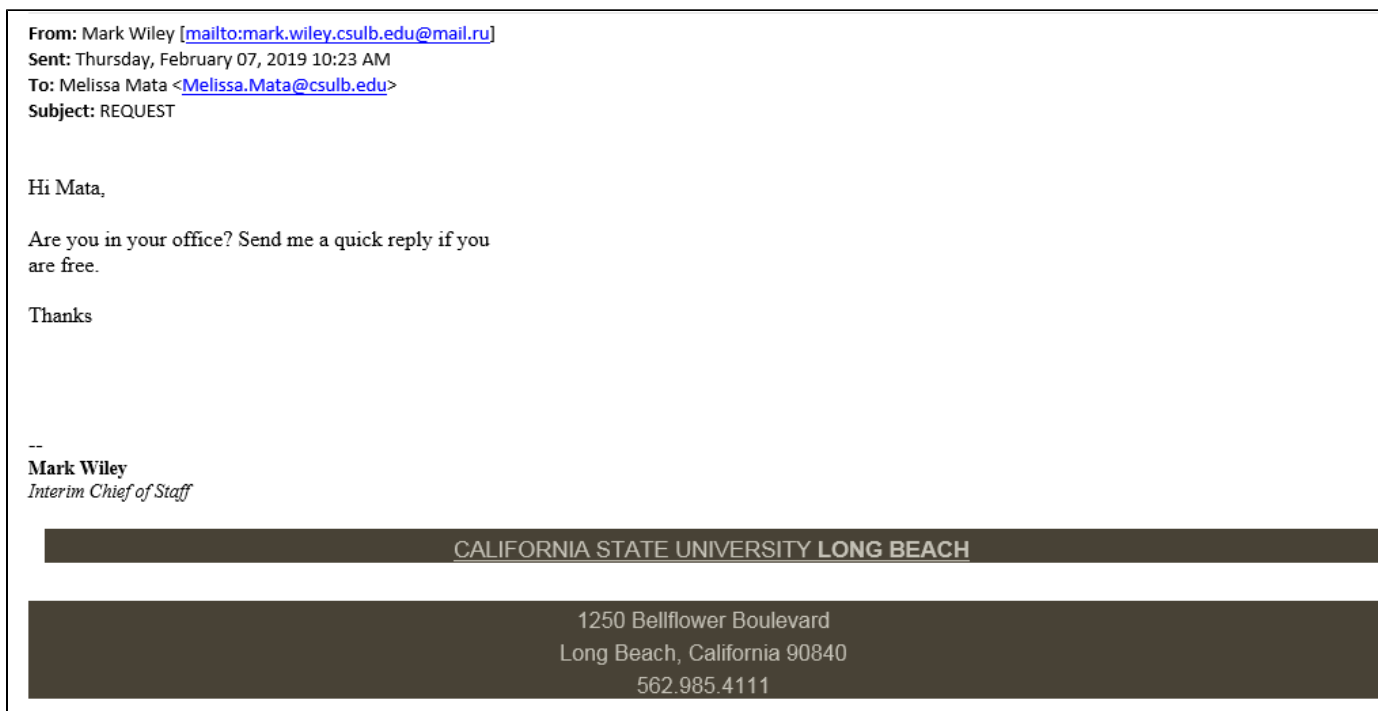 From: Mark Wiley [mailto:mark.wiley.csulb.edu@mail.ru]
Sent: Thursday, February 07, 2019 10:23 AM
To: Melissa Mata <Melissa.Mata@csulb.edu>
Subject: REQUEST
Hi Mata,
Are you in your office? Send me a quick reply if you
are free.
Thanks
--
Mark Wiley
Interim Chief of Staff
CALIFORNIA STATE UNIVERSITY LONG BEACH
1250 Bellflower Boulevard
Long Beach, California 90840
562.985.4111